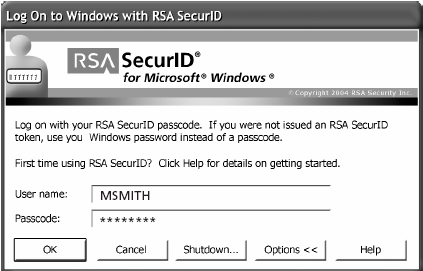 Log On to Windows with RSA SecurID
RSA SecurID®
for Microsoft® Windows ®
© Copyright 2004 RSA Security Inc.
Log on with your RSA SecurID passcode. If you were not issued an RSA SecurID
token, use you Windows password instead of a passcode.
First time using RSA SecurID? Click Help for details on getting started.
User name: MSMITH
Passcode: ********
OK Cancel Shutdown... Options << Help